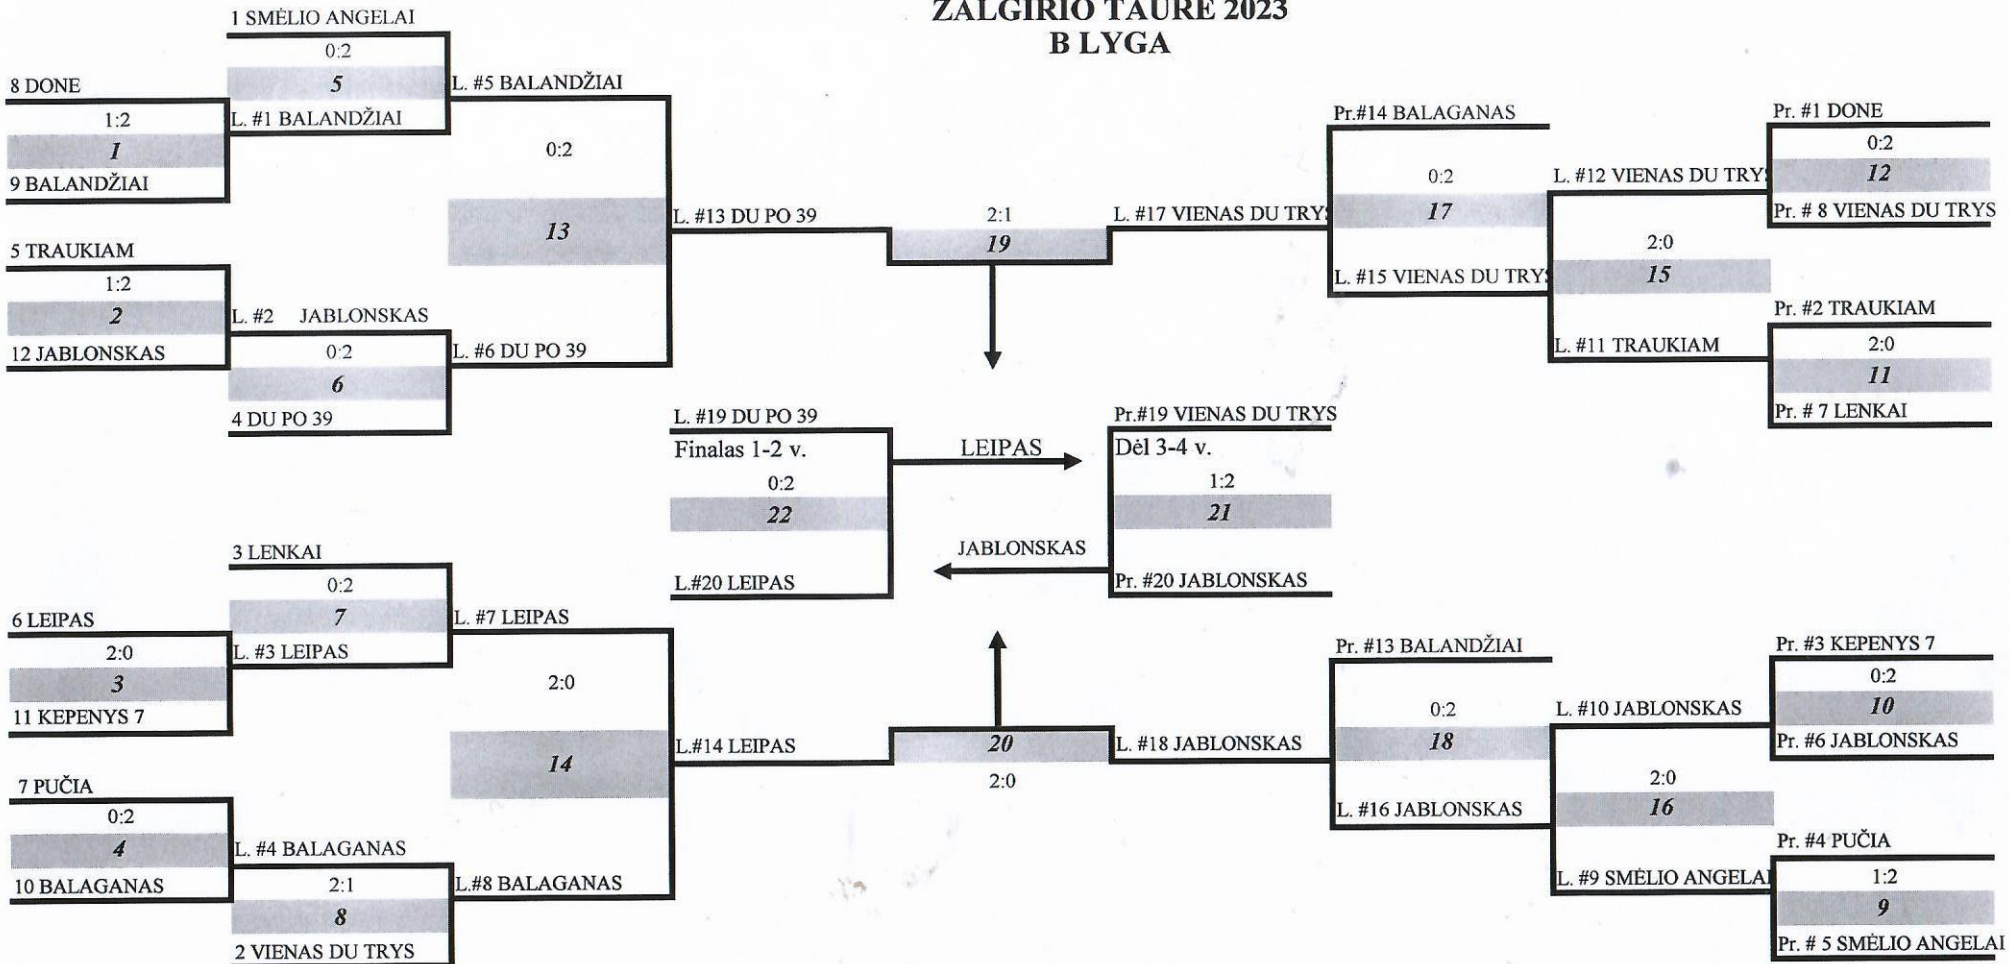 ŽALGIRIO TAURĖ 2023
B LYGA
1 SMĖLIO ANGELAI
0:2
5
L. #1 BALANDŽIAI
8 DONE
1:2
1
9 BALANDŽIAI
5 TRAUKIAM
1:2
2
12 JABLONSKAS
L. #2 JABLONSKAS
0:2
6
4 DU PO 39
L. #5 BALANDŽIAI
0:2
13
L. #6 DU PO 39
L. #13 DU PO 39
2:1
19
L. #17 VIENAS DU TRYS
Pr.#14 BALAGANAS
0:2
17
L. #15 VIENAS DU TRYS
L. #12 VIENAS DU TRYS
2:0
15
L. #11 TRAUKIAM
Pr. #1 DONE
0:2
12
Pr. # 8 VIENAS DU TRYS
Pr. #2 TRAUKIAM
2:0
11
Pr. # 7 LENKAI
L. #19 DU PO 39
Finalas 1-2 v.
0:2
22
L.#20 LEIPAS
LEIPAS
JABLONSKAS
Pr.#19 VIENAS DU TRYS
Dėl 3-4 v.
1:2
21
Pr. #20 JABLONSKAS
3 LENKAI
0:2
7
L. #3 LEIPAS
6 LEIPAS
2:0
3
11 KEPENYS 7
7 PUČIA
0:2
4
10 BALAGANAS
L. #4 BALAGANAS
2:1
8
2 VIENAS DU TRYS
L. #7 LEIPAS
2:0
14
L.#8 BALAGANAS
L.#14 LEIPAS
20
2:0
L. #18 JABLONSKAS
Pr. #13 BALANDŽIAI
0:2
18
L. #16 JABLONSKAS
L. #10 JABLONSKAS
2:0
16
L. #9 SMĖLIO ANGELAI
Pr. #3 KEPENYS 7
0:2
10
Pr. #6 JABLONSKAS
Pr. #4 PUČIA
1:2
9
Pr. # 5 SMĖLIO ANGELAI